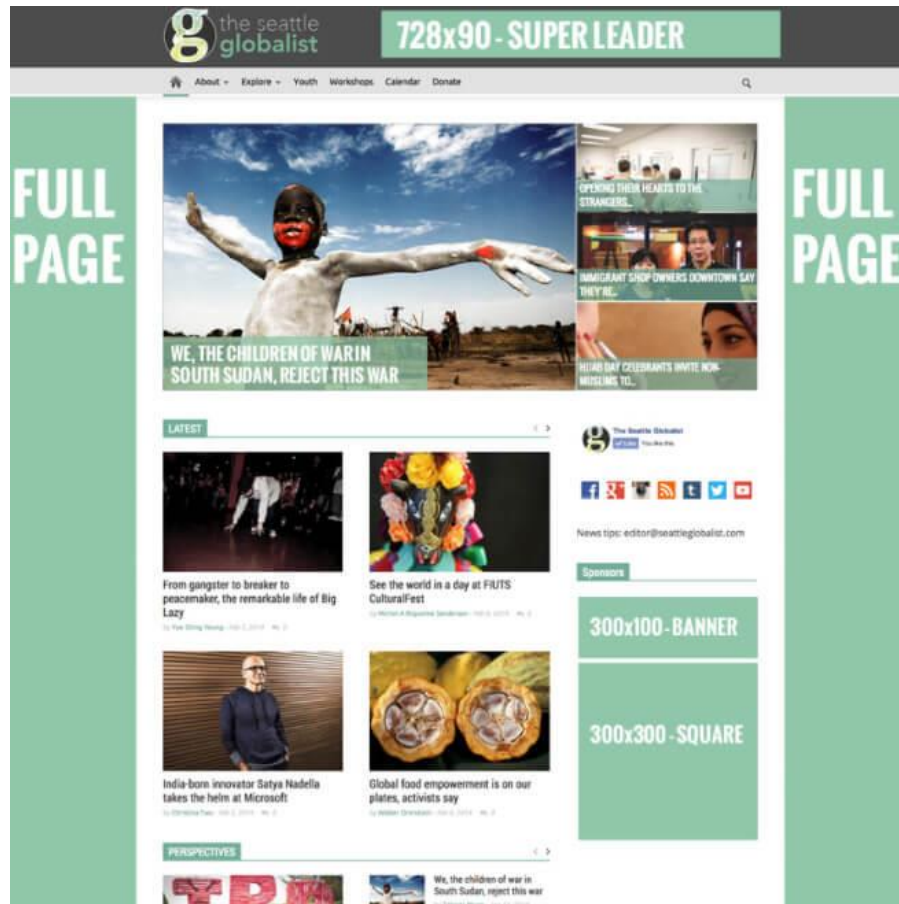 the seattle
globalist
728x90 - SUPER LEADER
About
Explore
Youth
Workshops
Calendar
Donate
FULL
PAGE
FULL
PAGE
WE, THE CHILDREN OF WAR IN
SOUTH SUDAN, REJECT THIS WAR
OPENING THEIR HEARTS TO THE
STRANGERS...
IMMIGRANT SHOP OWNERS DOWNTOWN SAY
THEY'RE...
HIJAB DAY CELEBRANTS INVITE NON-
MUSLIMS TO...
LATEST
From gangster to breaker to
peacemaker, the remarkable life of Big
Lazy
See the world in a day at FIUTS
CulturalFest
India-born innovator Satya Nadella
takes the helm at Microsoft
Global food empowerment is on our
plates, activists say
PERSPECTIVES
We, the children of war in
South Sudan, reject this war
The Seattle Globalist
You like this.
News tips: editor@seattleglobalist.com
Sponsors
300x100 - BANNER
300x300 - SQUARE